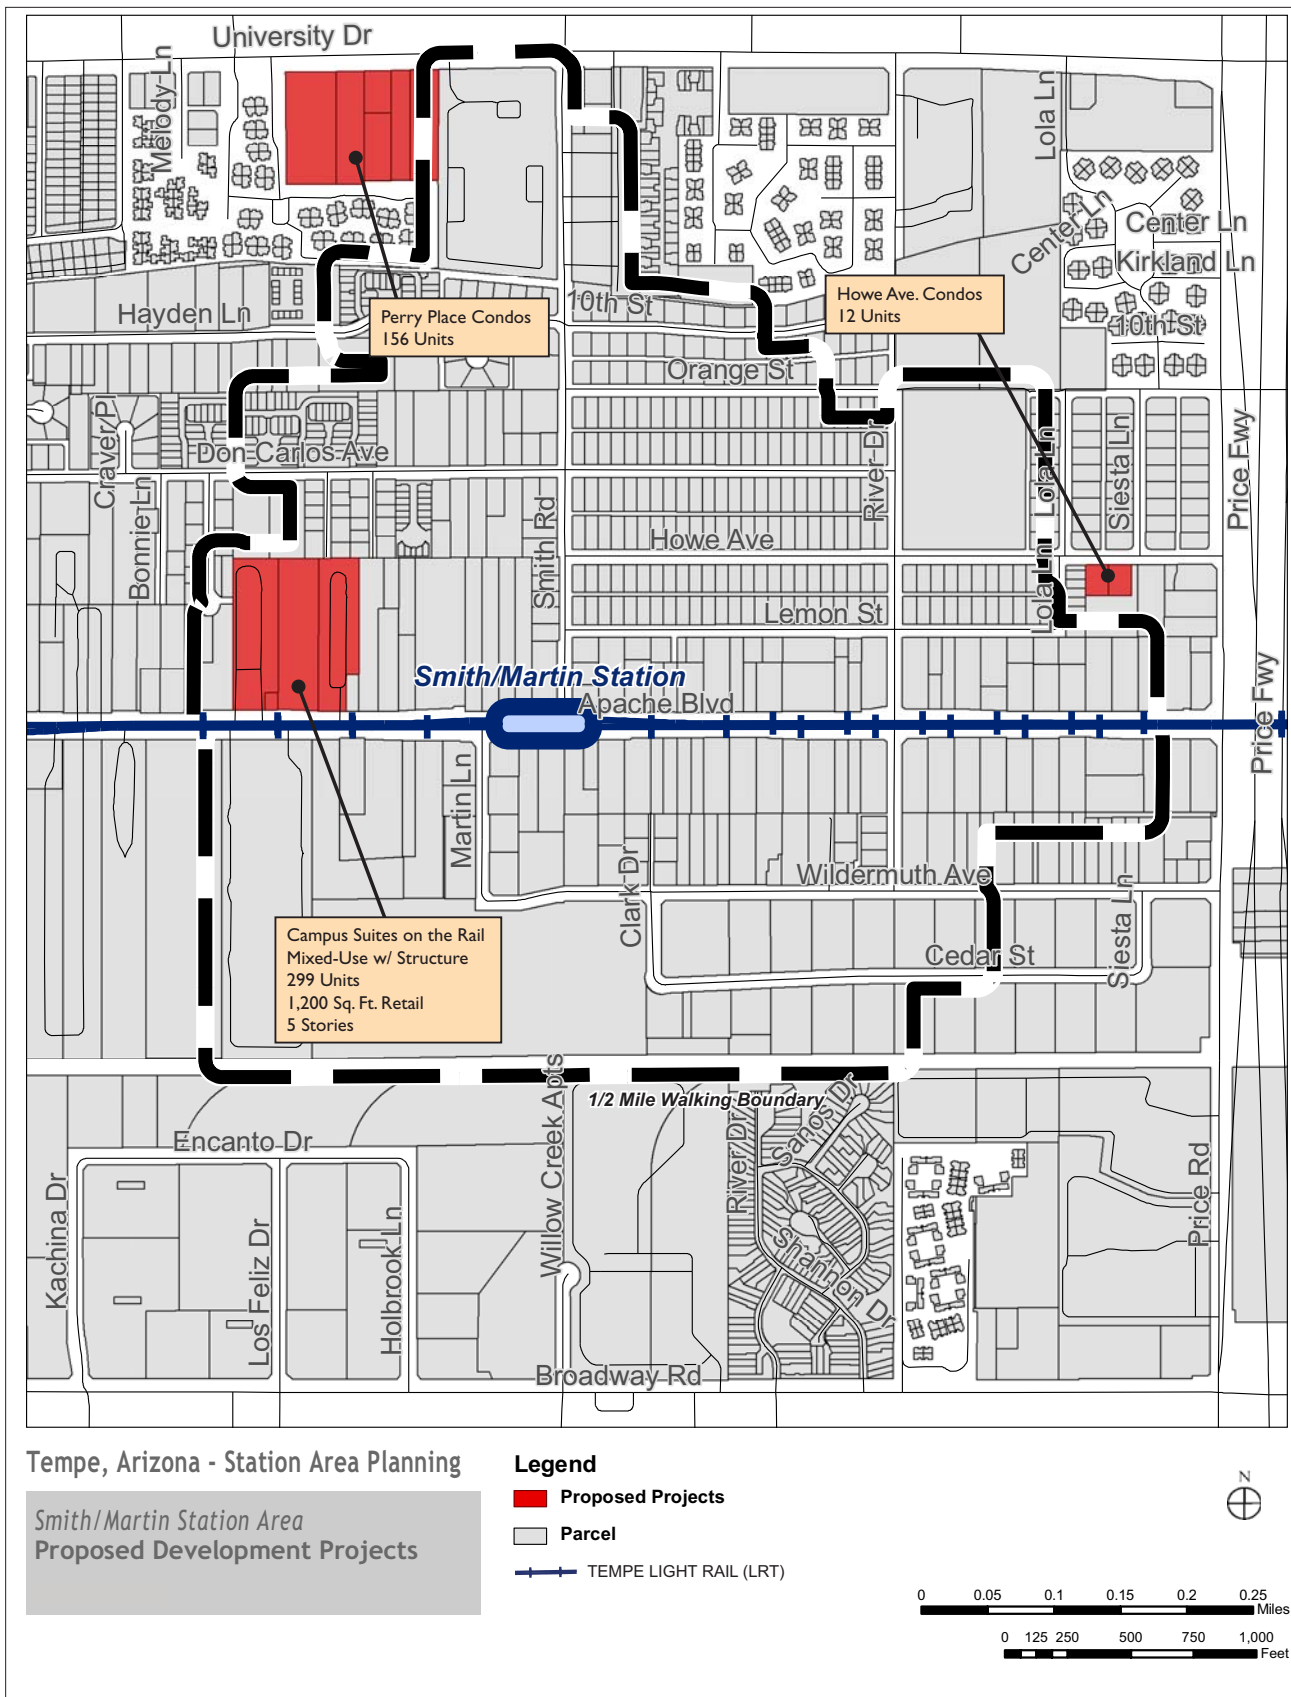 University Dr
Melody Ln
Lola Ln
Center Ln
Center Ln
Kirkland Ln
10th St
Hayden Ln
Perry Place Condos
156 Units
10th St
Howe Ave. Condos
12 Units
Orange St
Craver Pl
Don Carlos Ave
Bonnie Ln
Smith Rd
River Dr
Lola Ln
Siesta Ln
Price Fwy
Howe Ave
Lola Ln
Lemon St
Smith/Martin Station
Apache Blvd
Price Fwy
Martin Ln
Clark Dr
Wildermuth Ave
Siesta Ln
Cedar St
Campus Suites on the Rail
Mixed-Use w/ Structure
299 Units
1,200 Sq. Ft. Retail
5 Stories
1/2 Mile Walking Boundary
Willow Creek Apts
Encanto Dr
River Dr
Sanos Dr
Shannon Dr
Price Rd
Kachina Dr
Los Feliz Dr
Holbrook Ln
Broadway Rd
Tempe, Arizona - Station Area Planning
Smith/Martin Station Area
Proposed Development Projects
Legend
Proposed Projects
Parcel
TEMPE LIGHT RAIL (LRT)
N
0 0.05 0.1 0.15 0.2 0.25
Miles
0 125 250 500 750 1,000
Feet